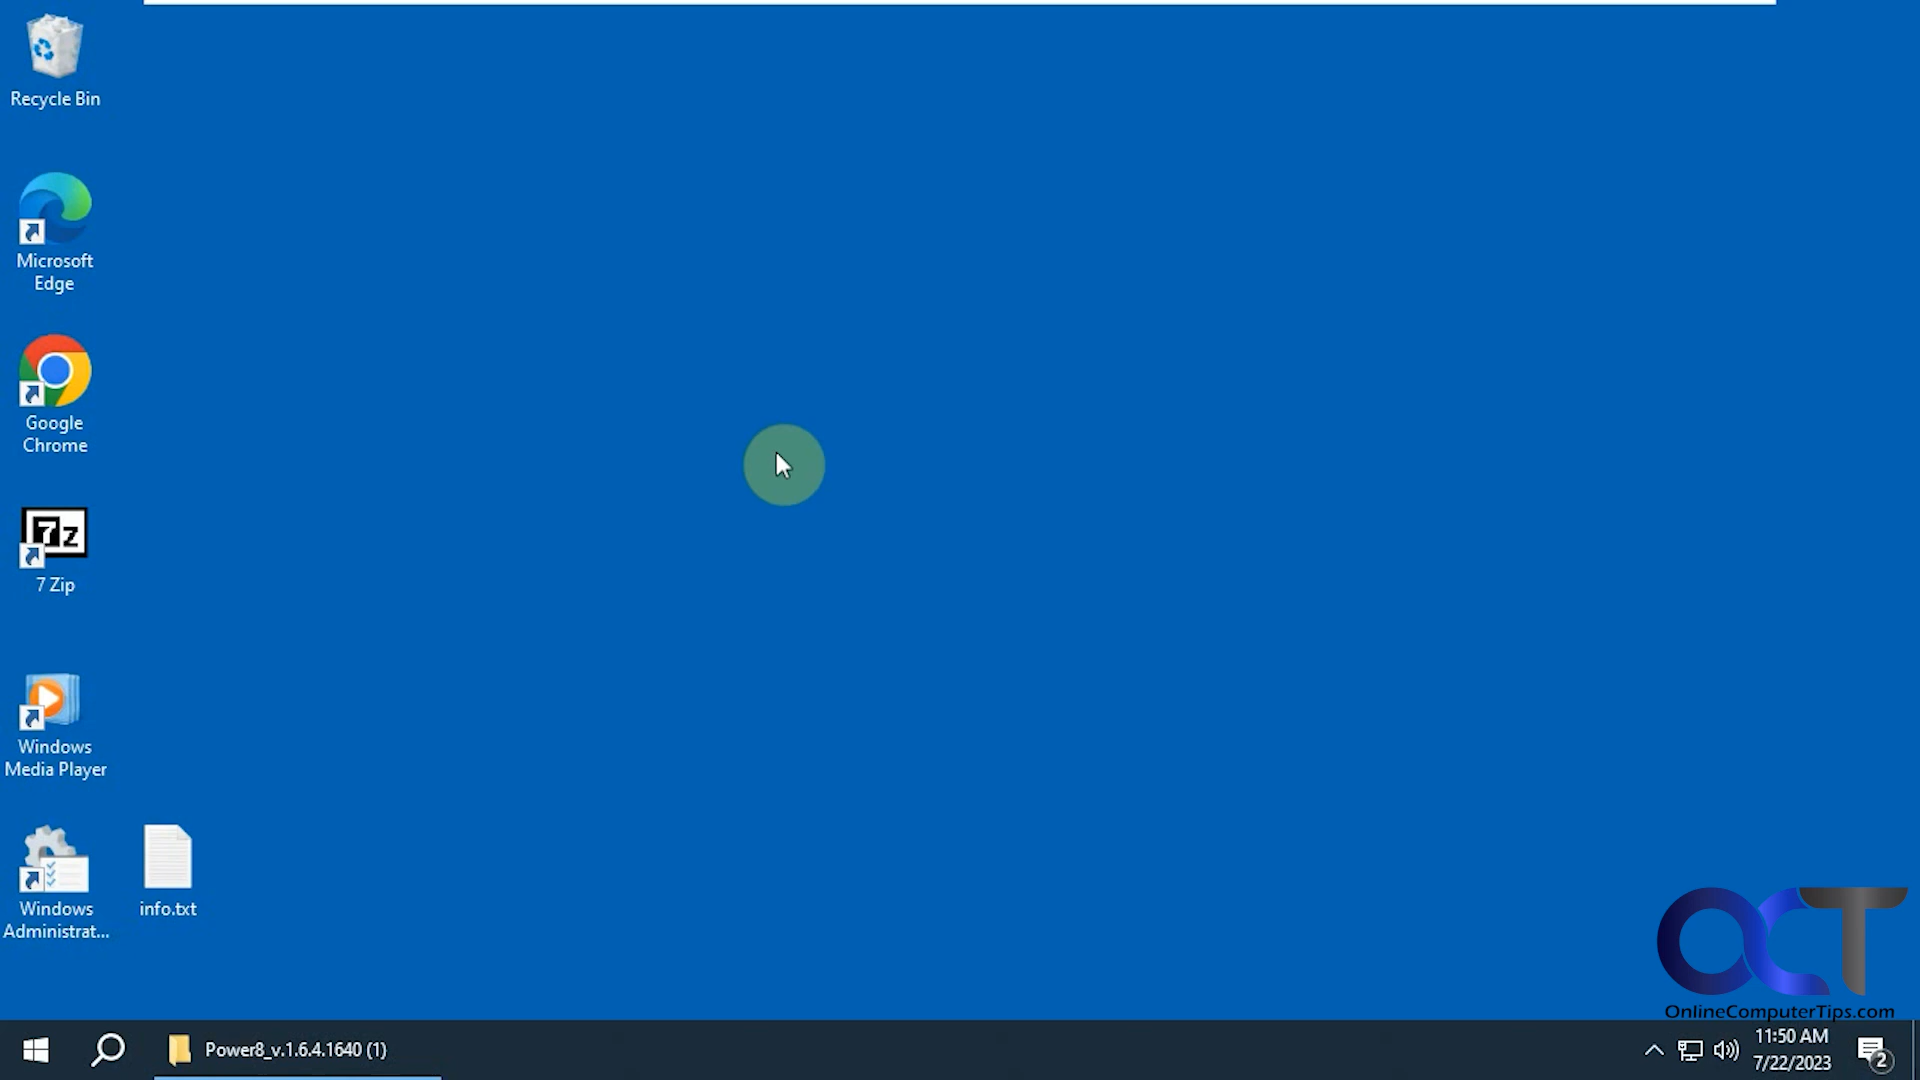 Recycle Bin
Microsoft
Edge
Google
Chrome
7z
7 Zip
Windows
Media Player
Windows
Administrat...
info.txt
OCT
OnlineComputerTips.com
Power8_v.1.6.4.1640 (1)
11:50 AM
7/22/2023
2